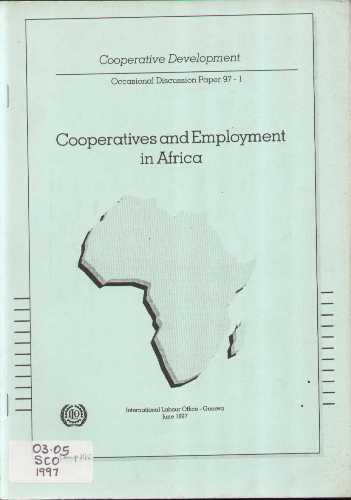 Cooperative Development
Occasional Discussion Paper 97 - 1
Cooperatives and Employment
in Africa
International Labour Office - Geneva
June 1997
03.05
SCO
1997